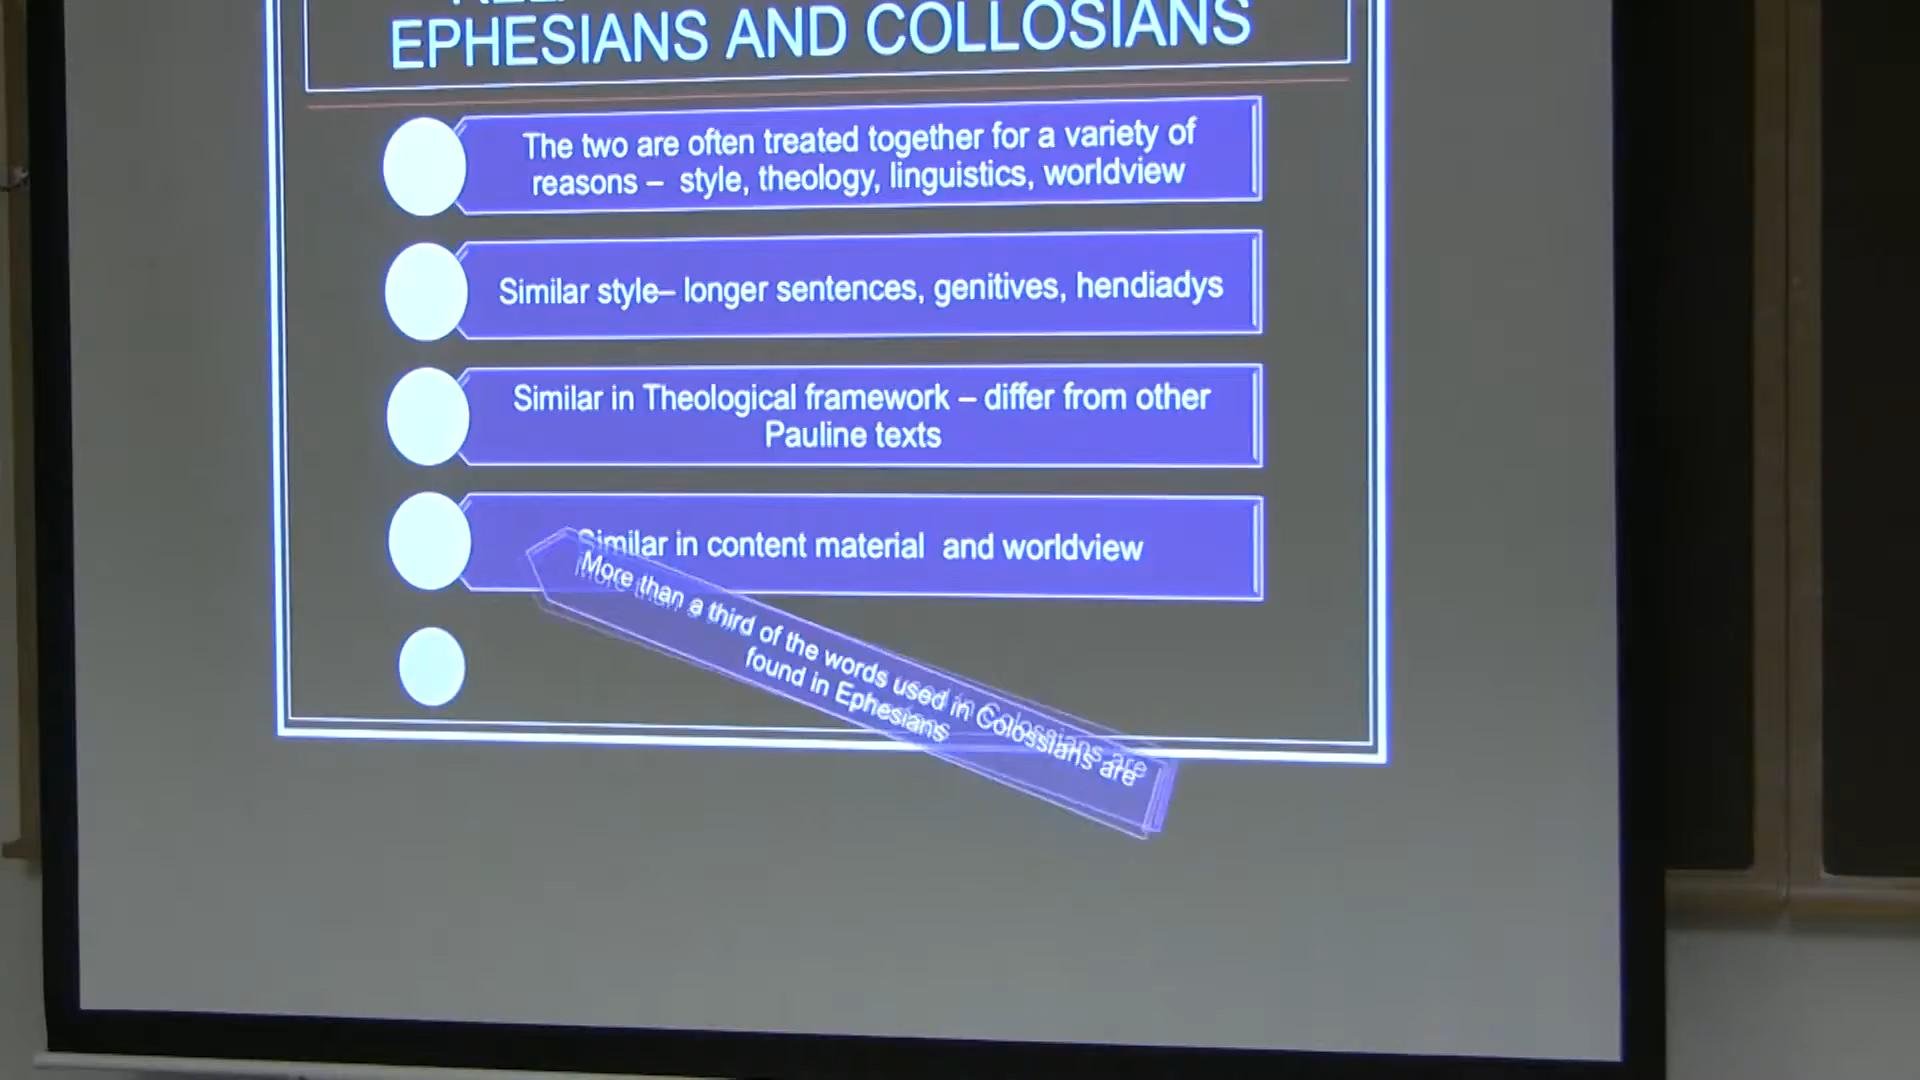 EPHESIANS AND COLLOSIANS
The two are often treated together for a variety of
reasons – style, theology, linguistics, worldview
Similar style– longer sentences, genitives, hendiadys
Similar in Theological framework – differ from other
Pauline texts
Similar in content material and worldview
More than a third of the words used in Colossians are
found in Ephesians